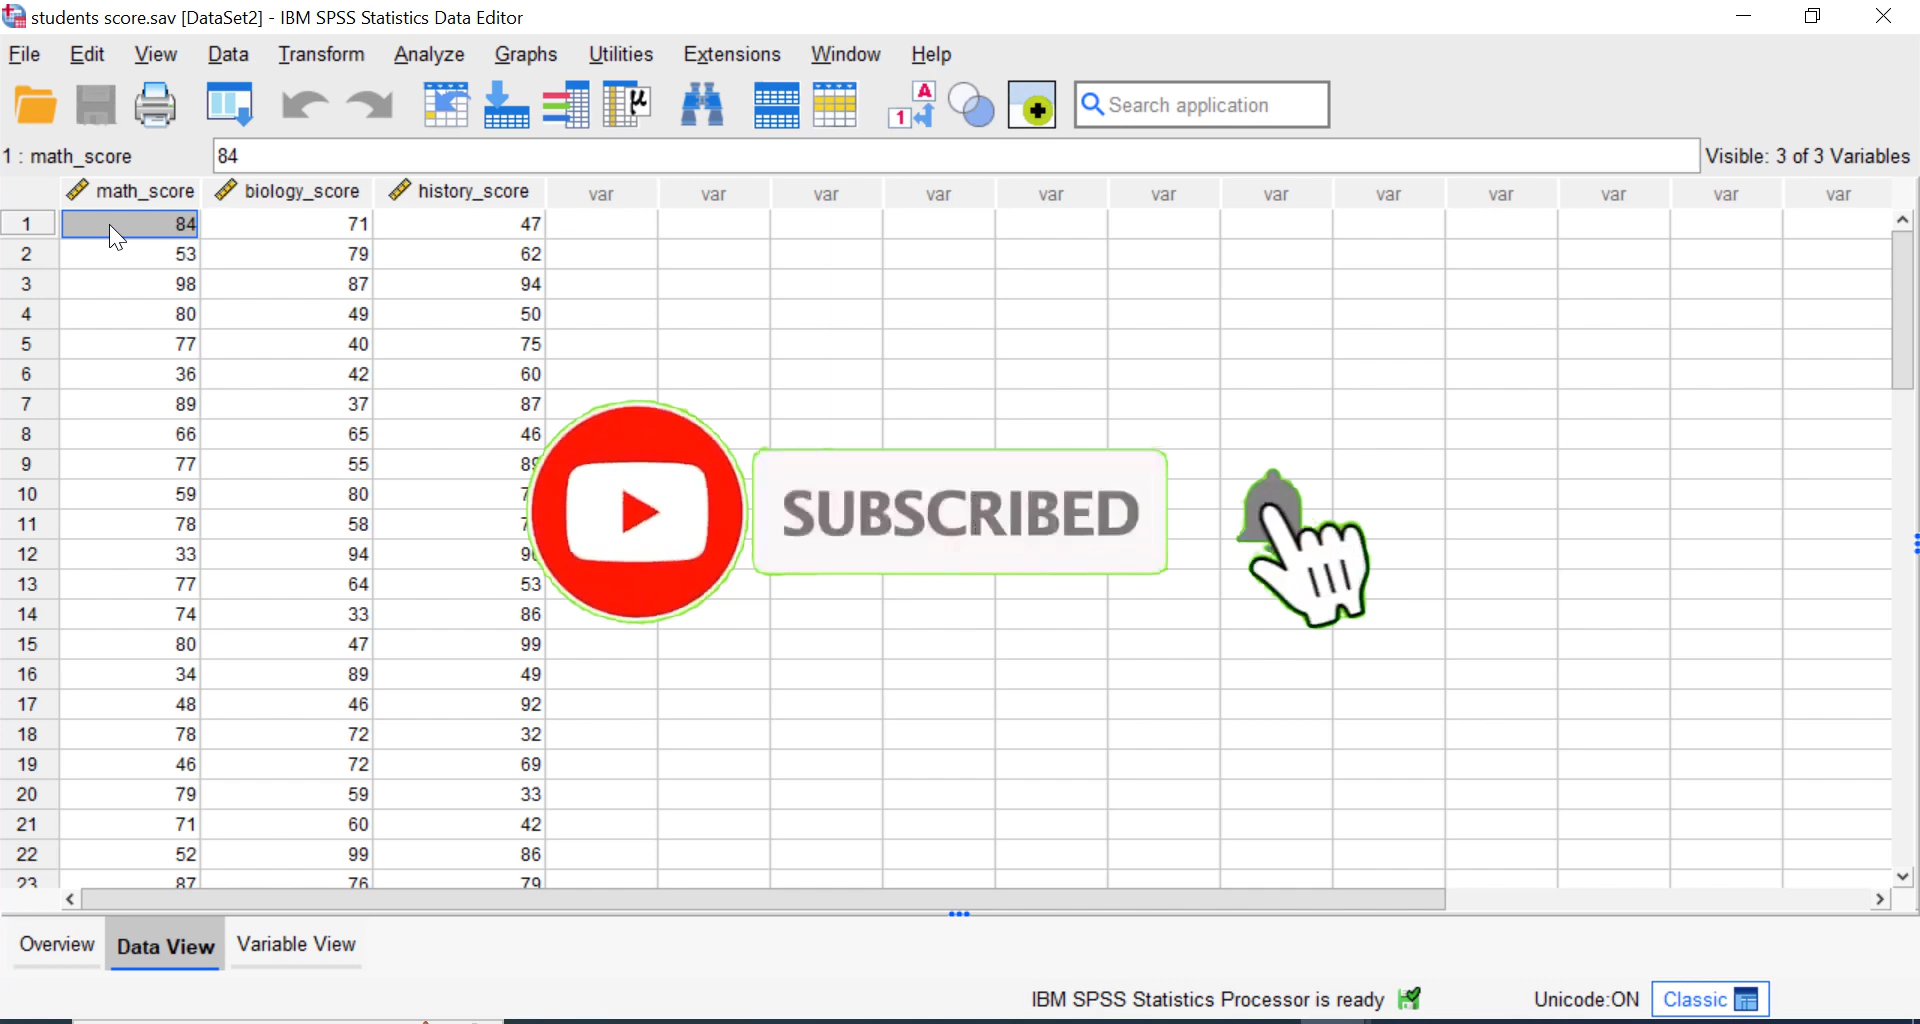 students score.sav [DataSet2] - IBM SPSS Statistics Data Editor
File Edit View Data Transform Analyze Graphs Utilities Extensions Window Help
Search application
1 : math_score 84 Visible: 3 of 3 Variables
math_score biology_score history_score var var var var var var var var var var var var
1 84 71 47
2 53 79 62
3 98 87 94
4 80 49 50
5 77 40 75
6 36 42 60
7 89 37 87
8 66 65 46
9 77 55
10 59 80
11 78 58
12 33 94
13 77 64 53
14 74 33 86
15 80 47 99
16 34 89 49
17 48 46 92
18 78 72 32
19 46 72 69
20 79 59 33
21 71 60 42
22 52 99 86
23 87 76 79
SUBSCRIBED
Overview Data View Variable View
IBM SPSS Statistics Processor is ready Unicode:ON Classic